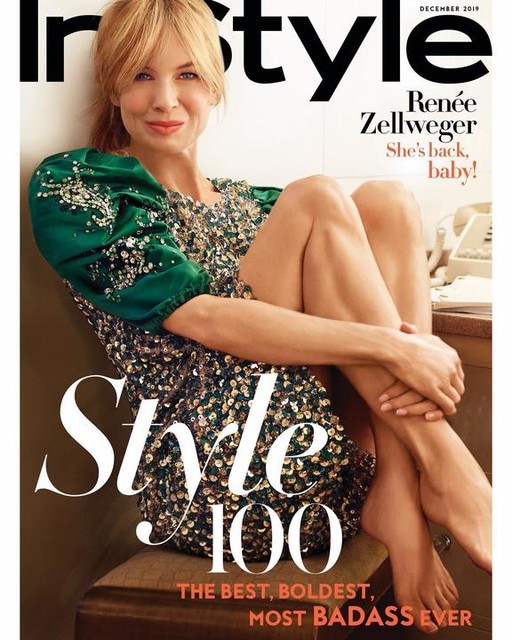 InStyle
DECEMBER 2019
Renée
Zellweger
She's back,
baby!
Style
100
THE BEST, BOLDEST,
MOST BADASS EVER